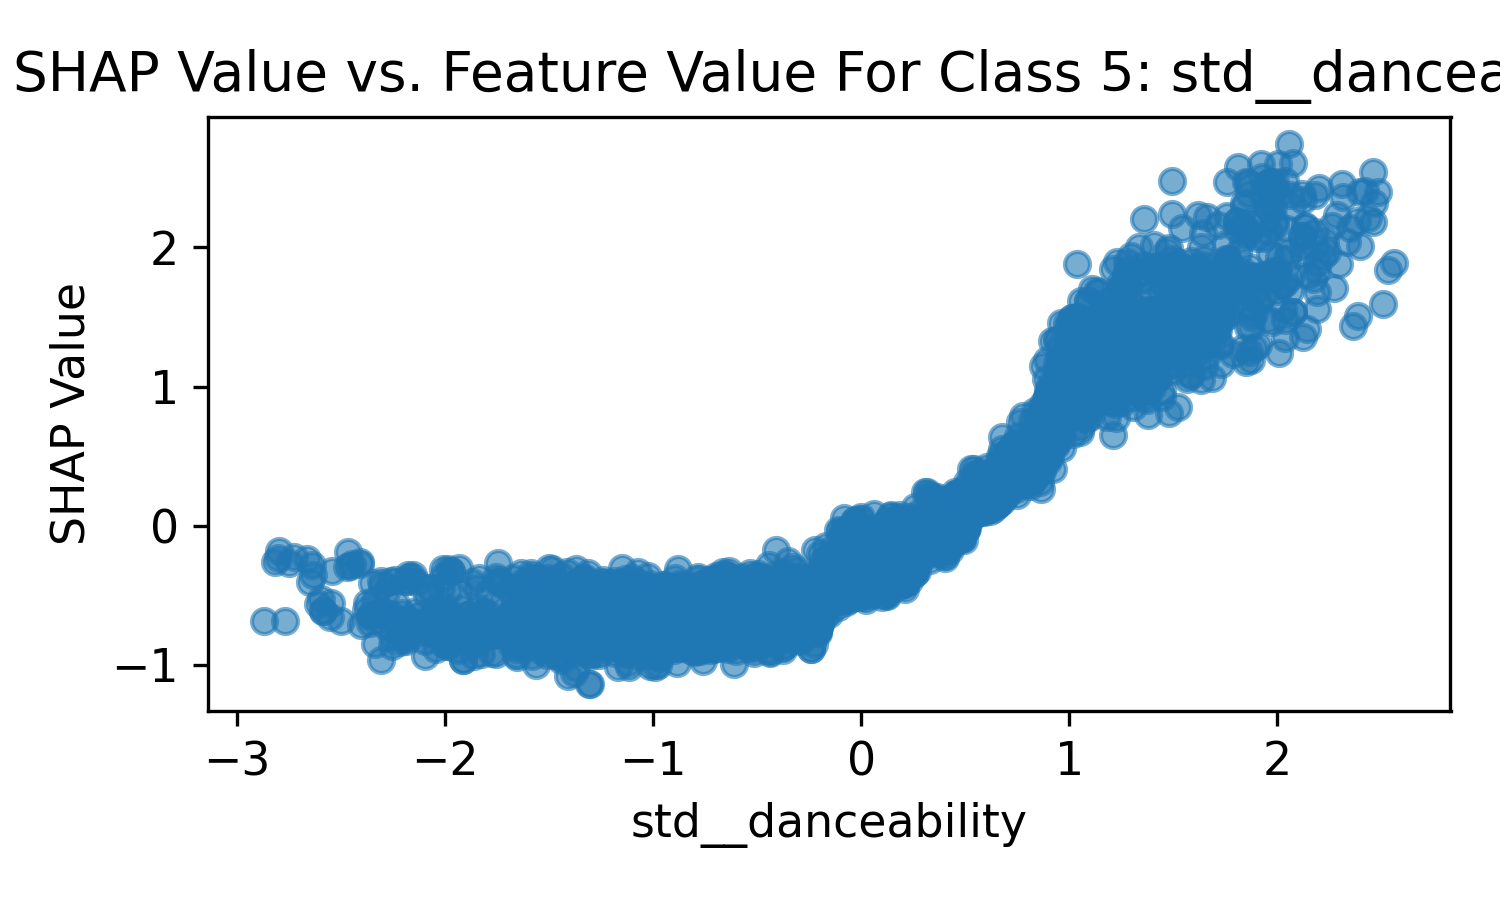 SHAP Value vs. Feature Value For Class 5: std__dancea
2
1
0
−1
SHAP Value
−3 −2 −1 0 1 2
std__danceability